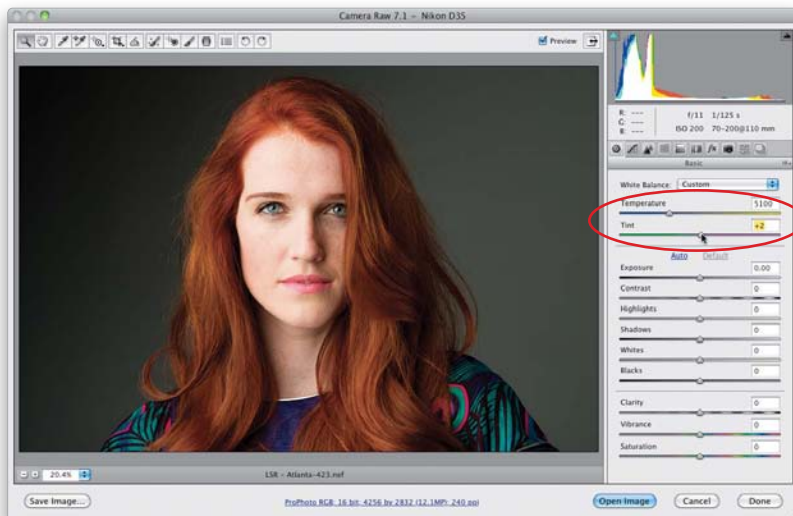 Camera Raw 7.1 – Nikon D3S
Preview
R: ---
G: ---
B: ---
f/11 1/125 s
ISO 200 70-200@110 mm
Basic
White Balance: Custom
Temperature 5100
Tint +2
Auto Default
Exposure 0.00
Contrast 0
Highlights 0
Shadows 0
Whites 0
Blacks 0
Clarity 0
Vibrance 0
Saturation 0
20.4%
LSR – Atlanta-423.nef
Save Image...
ProPhoto RGB; 16 bit; 4256 by 2832 (12.1MP); 240 ppi
Open Image
Cancel
Done